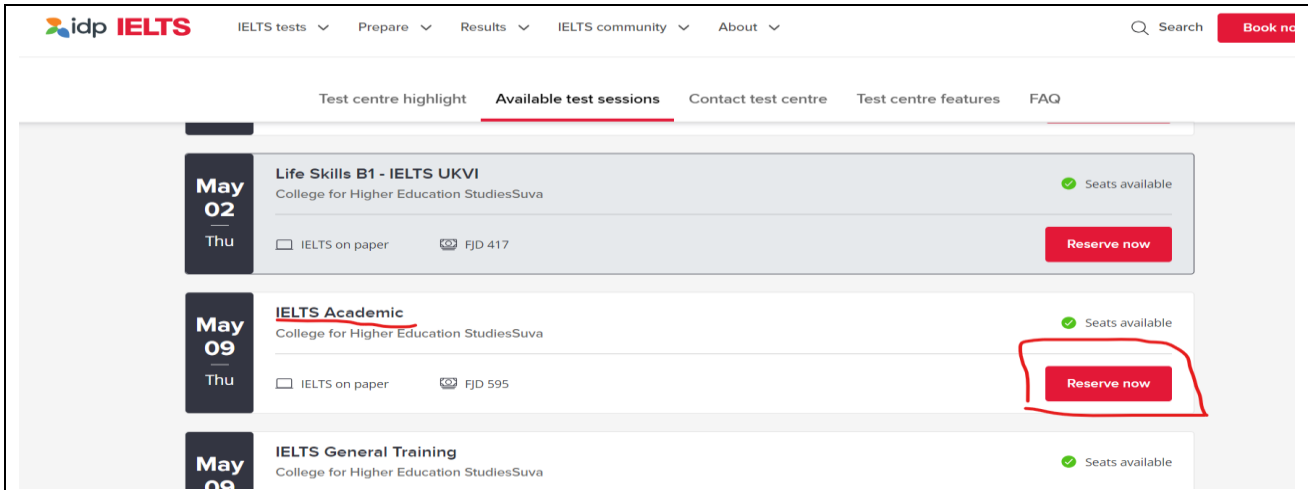 idp IELTS IELTS tests Prepare Results IELTS community About Search Book no
Test centre highlight Available test sessions Contact test centre Test centre features FAQ
May
02
Thu
Life Skills B1 - IELTS UKVI
College for Higher Education StudiesSuva
Seats available
IELTS on paper FJD 417
Reserve now
May
09
Thu
IELTS Academic
College for Higher Education StudiesSuva
Seats available
IELTS on paper FJD 595
Reserve now
May
09
IELTS General Training
College for Higher Education StudiesSuva
Seats available